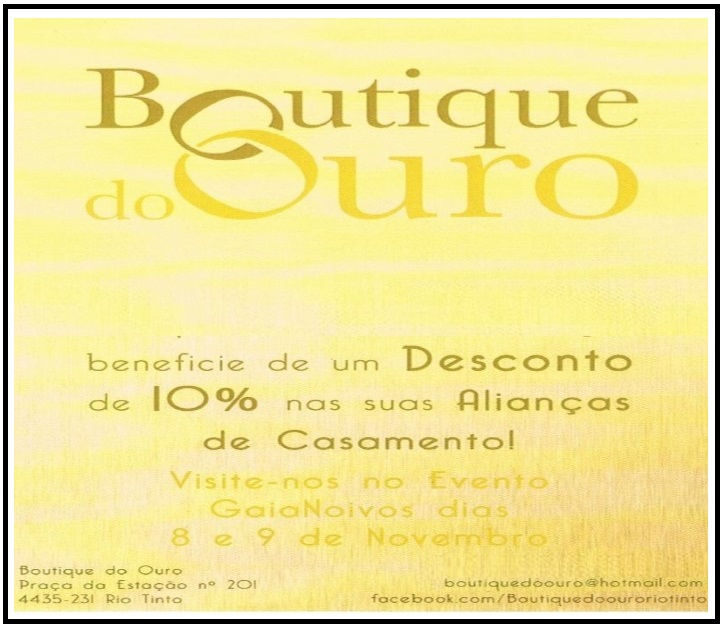 Boutique
do Ouro
beneficie de um Desconto
de 10% nas suas Alianças
de Casamento!
Visite-nos no Evento
GaiaNoivos dias
8 e 9 de Novembro
Boutique do Ouro
Praça da Estação nº 201
4435-231 Rio Tinto
boutiquedoouro@hotmail.com
facebook.com/Boutiquedoouroriotinto